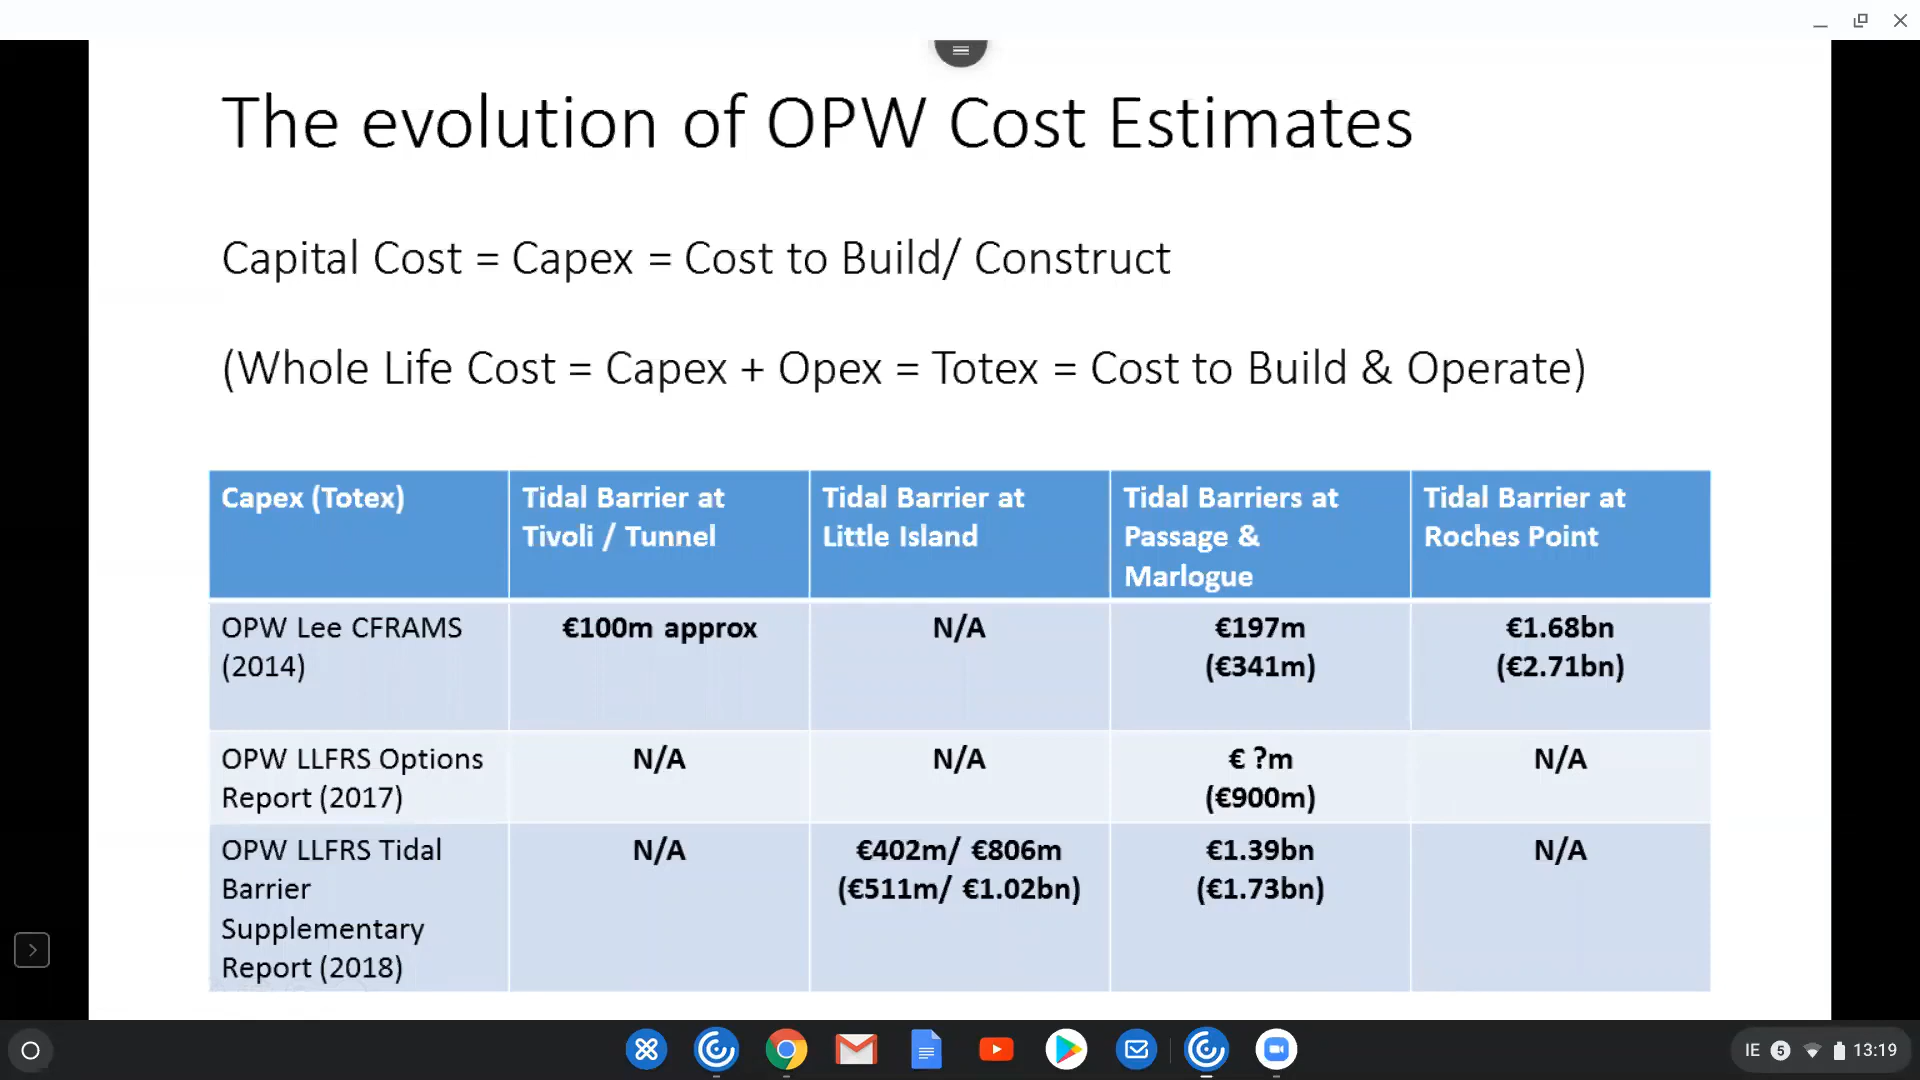 The evolution of OPW Cost Estimates
Capital Cost = Capex = Cost to Build/ Construct
(Whole Life Cost = Capex + Opex = Totex = Cost to Build & Operate)
Capex (Totex)
Tidal Barrier at
Tivoli / Tunnel
Tidal Barrier at
Little Island
Tidal Barriers at
Passage &
Marlogue
Tidal Barrier at
Roches Point
OPW Lee CFRAMS
(2014)
€100m approx
N/A
€197m
(€341m)
€1.68bn
(€2.71bn)
OPW LLFRS Options
Report (2017)
N/A
N/A
€ ?m
(€900m)
N/A
OPW LLFRS Tidal
Barrier
Supplementary
Report (2018)
N/A
€402m/ €806m
(€511m/ €1.02bn)
€1.39bn
(€1.73bn)
N/A
IE 5 13:19